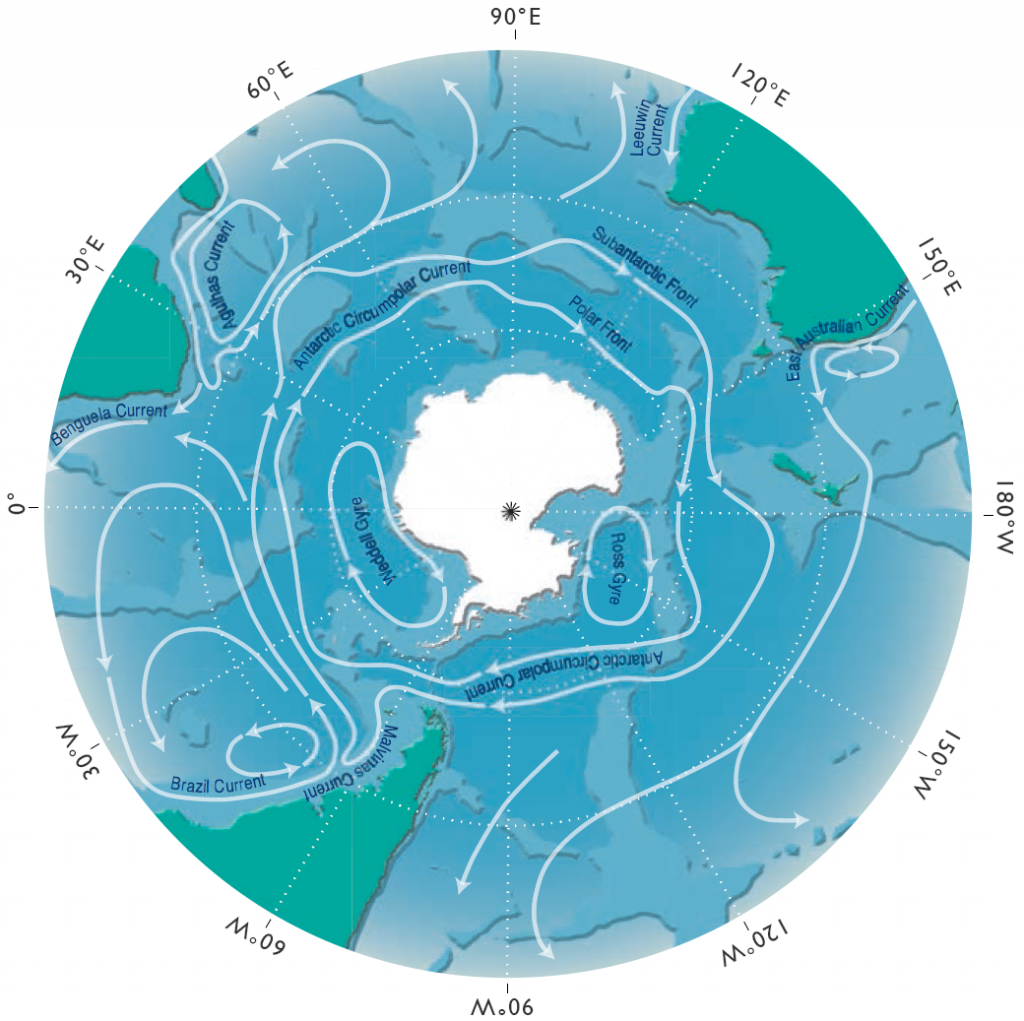 90°E
60°E
120°E
Leeuwin
Current
30°E
150°E
Agulhas Current
Subantarctic Front
Antarctic Circumpolar Current
Polar Front
East Australian Current
Benguela Current
0°
180°W
Weddell Gyre
Ross Gyre
Antarctic Circumpolar Current
Malvinas Current
Brazil Current
30°W
150°W
60°W
120°W
90°W